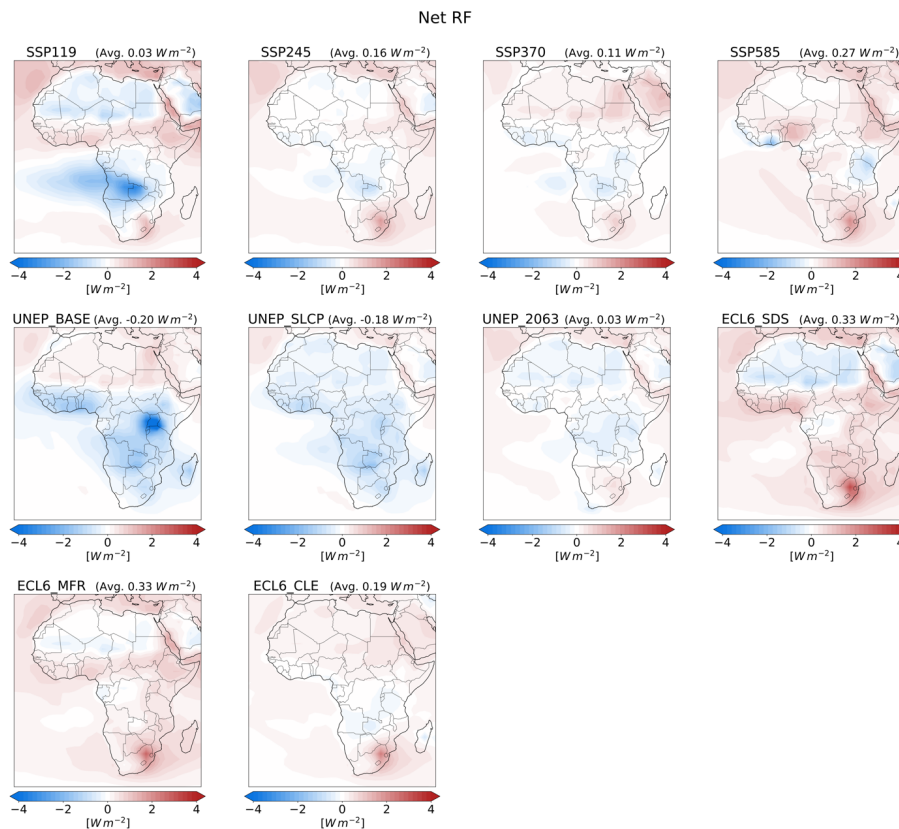 Net RF
SSP119 (Avg. 0.03 W m⁻²) SSP245 (Avg. 0.16 W m⁻²) SSP370 (Avg. 0.11 W m⁻²) SSP585 (Avg. 0.27 W m⁻²)
−4 −2 0 2 4 −4 −2 0 2 4 −4 −2 0 2 4 −4 −2 0 2 4
[W m⁻²] [W m⁻²] [W m⁻²] [W m⁻²]
UNEP_BASE (Avg. -0.20 W m⁻²) UNEP_SLCP (Avg. -0.18 W m⁻²) UNEP_2063 (Avg. 0.03 W m⁻²) ECL6_SDS (Avg. 0.33 W m⁻²)
−4 −2 0 2 4 −4 −2 0 2 4 −4 −2 0 2 4 −4 −2 0 2 4
[W m⁻²] [W m⁻²] [W m⁻²] [W m⁻²]
ECL6_MFR (Avg. 0.33 W m⁻²) ECL6_CLE (Avg. 0.19 W m⁻²)
−4 −2 0 2 4 −4 −2 0 2 4
[W m⁻²] [W m⁻²]